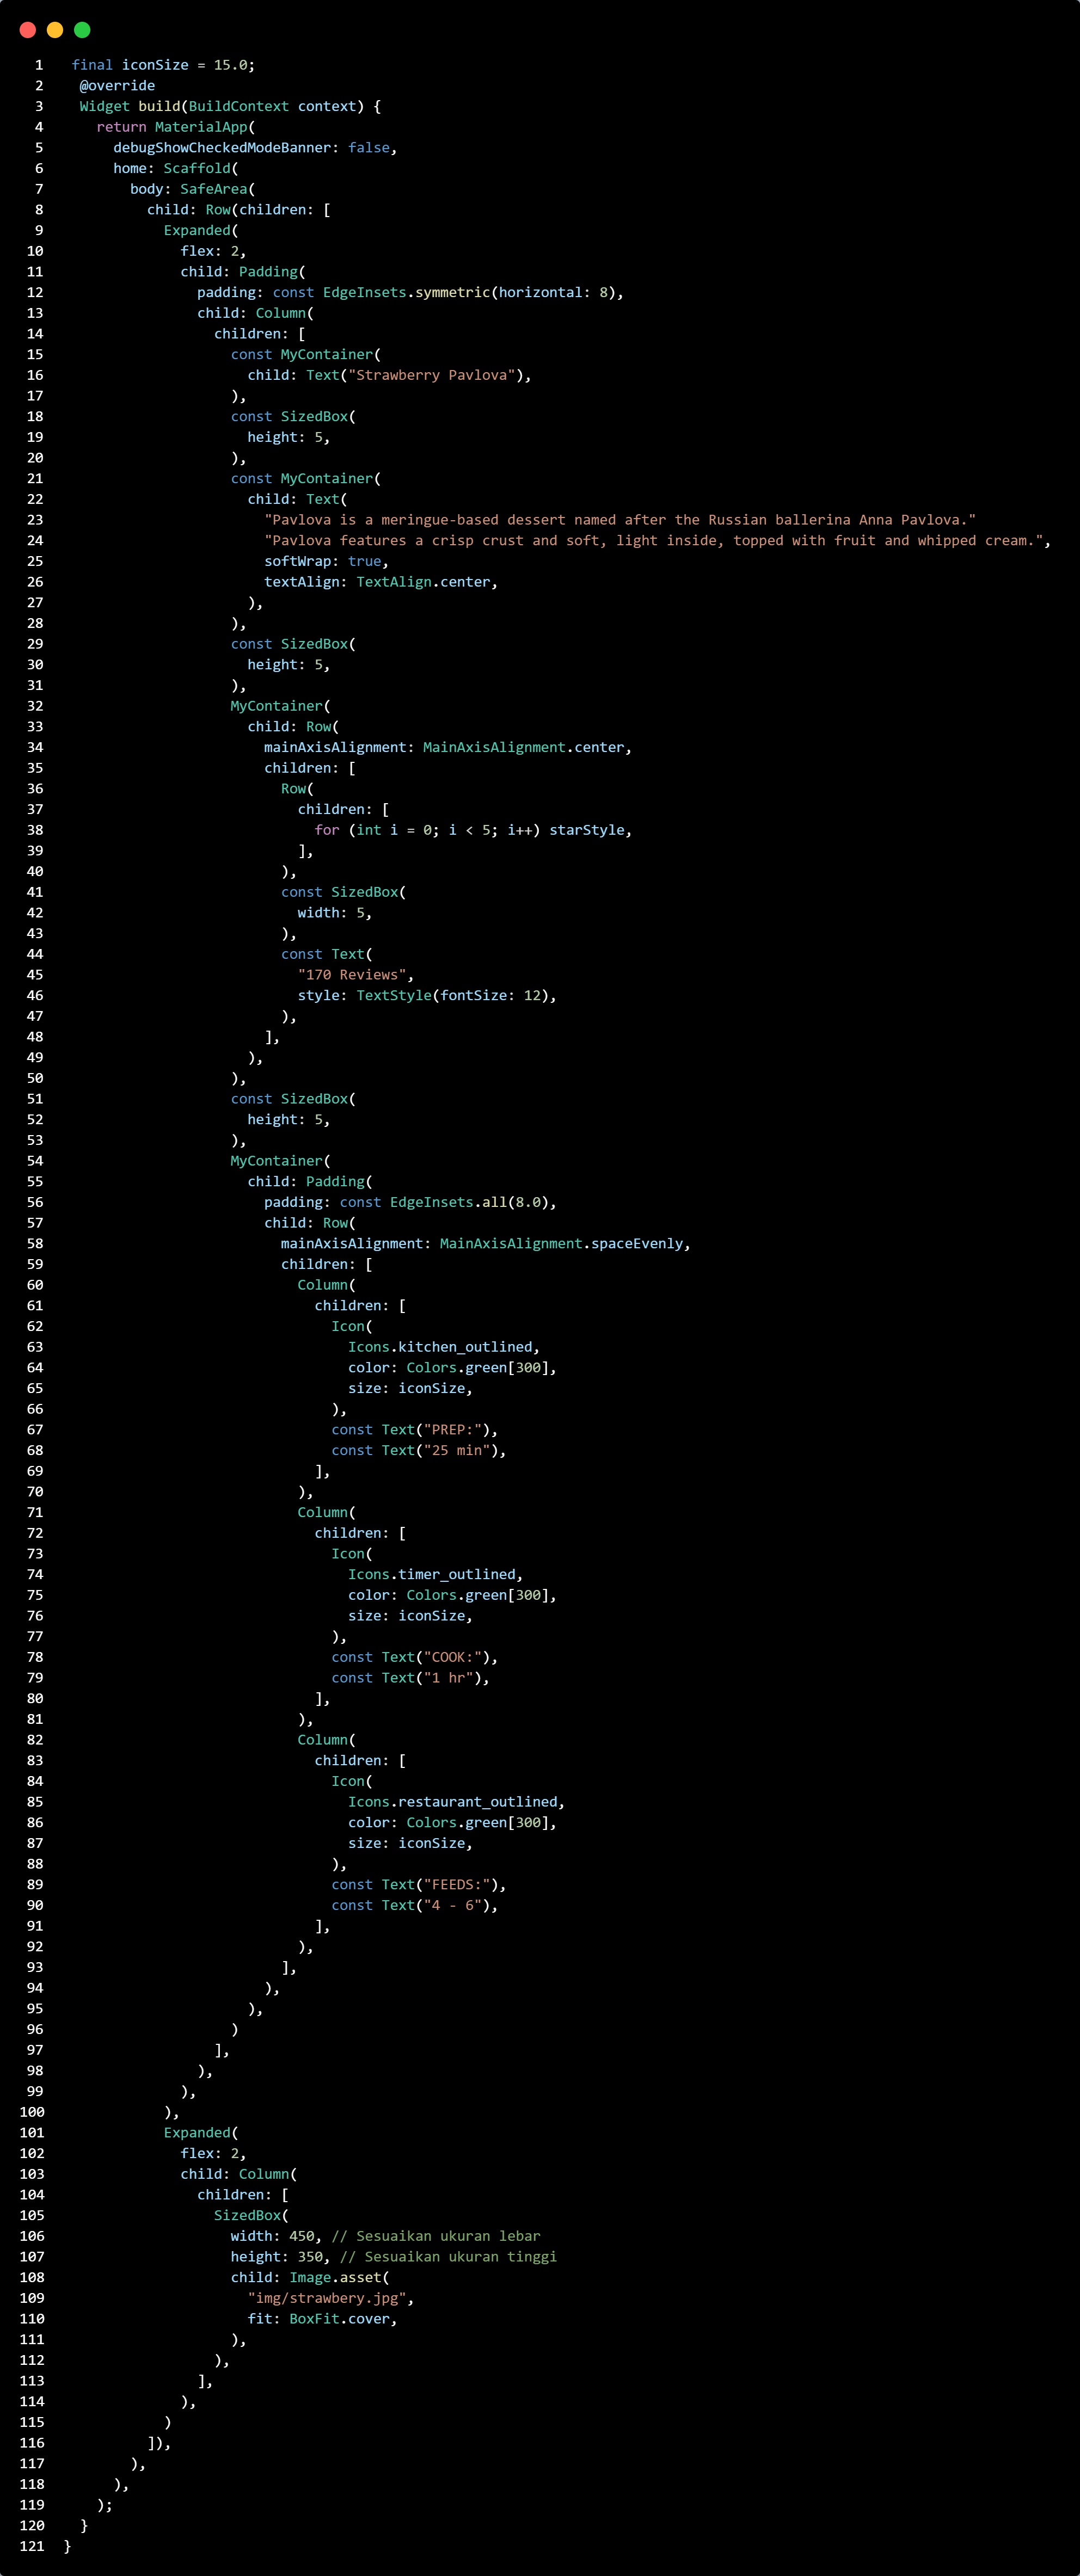 1 final iconSize = 15.0;
2 @override
3 Widget build(BuildContext context) {
4 return MaterialApp(
5 debugShowCheckedModeBanner: false,
6 home: Scaffold(
7 body: SafeArea(
8 child: Row(children: [
9 Expanded(
10 flex: 2,
11 child: Padding(
12 padding: const EdgeInsets.symmetric(horizontal: 8),
13 child: Column(
14 children: [
15 const MyContainer(
16 child: Text("Strawberry Pavlova"),
17 ),
18 const SizedBox(
19 height: 5,
20 ),
21 const MyContainer(
22 child: Text(
23 "Pavlova is a meringue-based dessert named after the Russian ballerina Anna Pavlova."
24 "Pavlova features a crisp crust and soft, light inside, topped with fruit and whipped cream.",
25 softWrap: true,
26 textAlign: TextAlign.center,
27 ),
28 ),
29 const SizedBox(
30 height: 5,
31 ),
32 MyContainer(
33 child: Row(
34 mainAxisAlignment: MainAxisAlignment.center,
35 children: [
36 Row(
37 children: [
38 for (int i = 0; i < 5; i++) starStyle,
39 ],
40 ),
41 const SizedBox(
42 width: 5,
43 ),
44 const Text(
45 "170 Reviews",
46 style: TextStyle(fontSize: 12),
47 ),
48 ],
49 ),
50 ),
51 const SizedBox(
52 height: 5,
53 ),
54 MyContainer(
55 child: Padding(
56 padding: const EdgeInsets.all(8.0),
57 child: Row(
58 mainAxisAlignment: MainAxisAlignment.spaceEvenly,
59 children: [
60 Column(
61 children: [
62 Icon(
63 Icons.kitchen_outlined,
64 color: Colors.green[300],
65 size: iconSize,
66 ),
67 const Text("PREP:"),
68 const Text("25 min"),
69 ],
70 ),
71 Column(
72 children: [
73 Icon(
74 Icons.timer_outlined,
75 color: Colors.green[300],
76 size: iconSize,
77 ),
78 const Text("COOK:"),
79 const Text("1 hr"),
80 ],
81 ),
82 Column(
83 children: [
84 Icon(
85 Icons.restaurant_outlined,
86 color: Colors.green[300],
87 size: iconSize,
88 ),
89 const Text("FEEDS:"),
90 const Text("4 - 6"),
91 ],
92 ),
93 ],
94 ),
95 ),
96 )
97 ],
98 ),
99 ),
100 ),
101 Expanded(
102 flex: 2,
103 child: Column(
104 children: [
105 SizedBox(
106 width: 450, // Sesuaikan ukuran lebar
107 height: 350, // Sesuaikan ukuran tinggi
108 child: Image.asset(
109 "img/strawbery.jpg",
110 fit: BoxFit.cover,
111 ),
112 ),
113 ],
114 ),
115 )
116 ]),
117 ),
118 ),
119 );
120 }
121 }